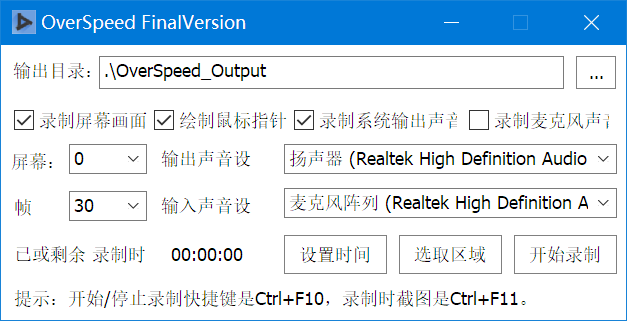 OverSpeed FinalVersion
输出目录: .\OverSpeed_Output ...
录制屏幕画面 绘制鼠标指针 录制系统输出声音 录制麦克风声音
屏幕: 0 输出声音设 扬声器 (Realtek High Definition Audio
帧 30 输入声音设 麦克风阵列 (Realtek High Definition A
已或剩余 录制时 00:00:00 设置时间 选取区域 开始录制
提示: 开始/停止录制快捷键是Ctrl+F10，录制时截图是Ctrl+F11。